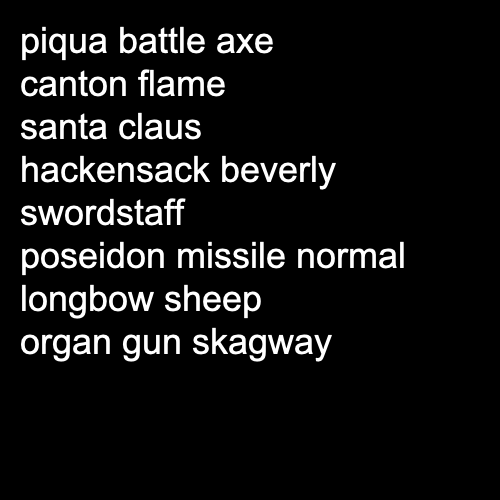 piqua battle axe
canton flame
santa claus
hackensack beverly
swordstaff
poseidon missile normal
longbow sheep
organ gun skagway